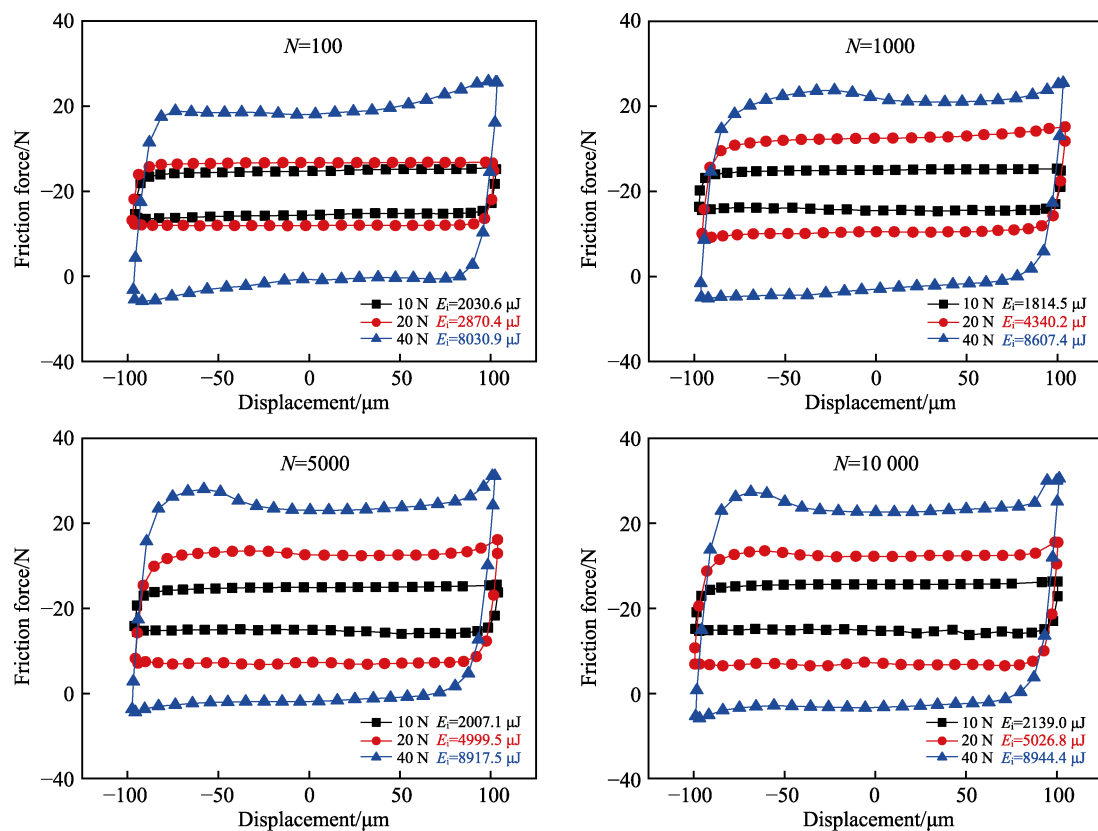 40
N=100
20
−20
0
−40
Friction force/N
10 N Ei=2030.6 μJ
20 N Ei=2870.4 μJ
40 N Ei=8030.9 μJ
−100 −50 0 50 100
Displacement/μm
40
N=1000
20
−20
0
−40
Friction force/N
10 N Ei=1814.5 μJ
20 N Ei=4340.2 μJ
40 N Ei=8607.4 μJ
−100 −50 0 50 100
Displacement/μm
40
N=5000
20
−20
0
−40
Friction force/N
10 N Ei=2007.1 μJ
20 N Ei=4999.5 μJ
40 N Ei=8917.5 μJ
−100 −50 0 50 100
Displacement/μm
40
N=10 000
20
−20
0
−40
Friction force/N
10 N Ei=2139.0 μJ
20 N Ei=5026.8 μJ
40 N Ei=8944.4 μJ
−100 −50 0 50 100
Displacement/μm